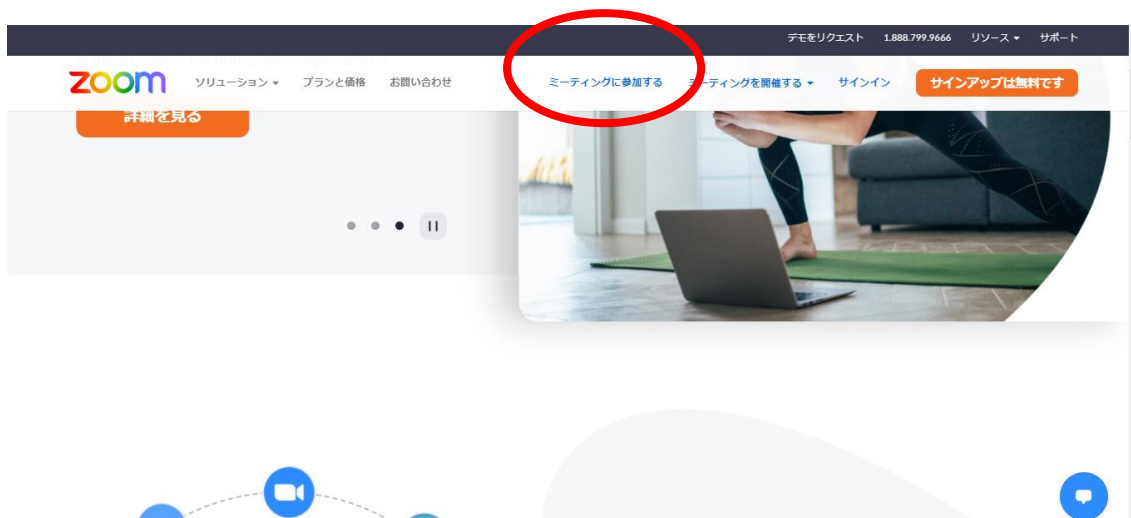 デモをリクエスト 1.888.799.9666 リソース サポート
zoom ソリューション プランと価格 お問い合わせ ミーティングに参加する ミーティングを開催する サインイン サインアップは無料です
詳細を見る